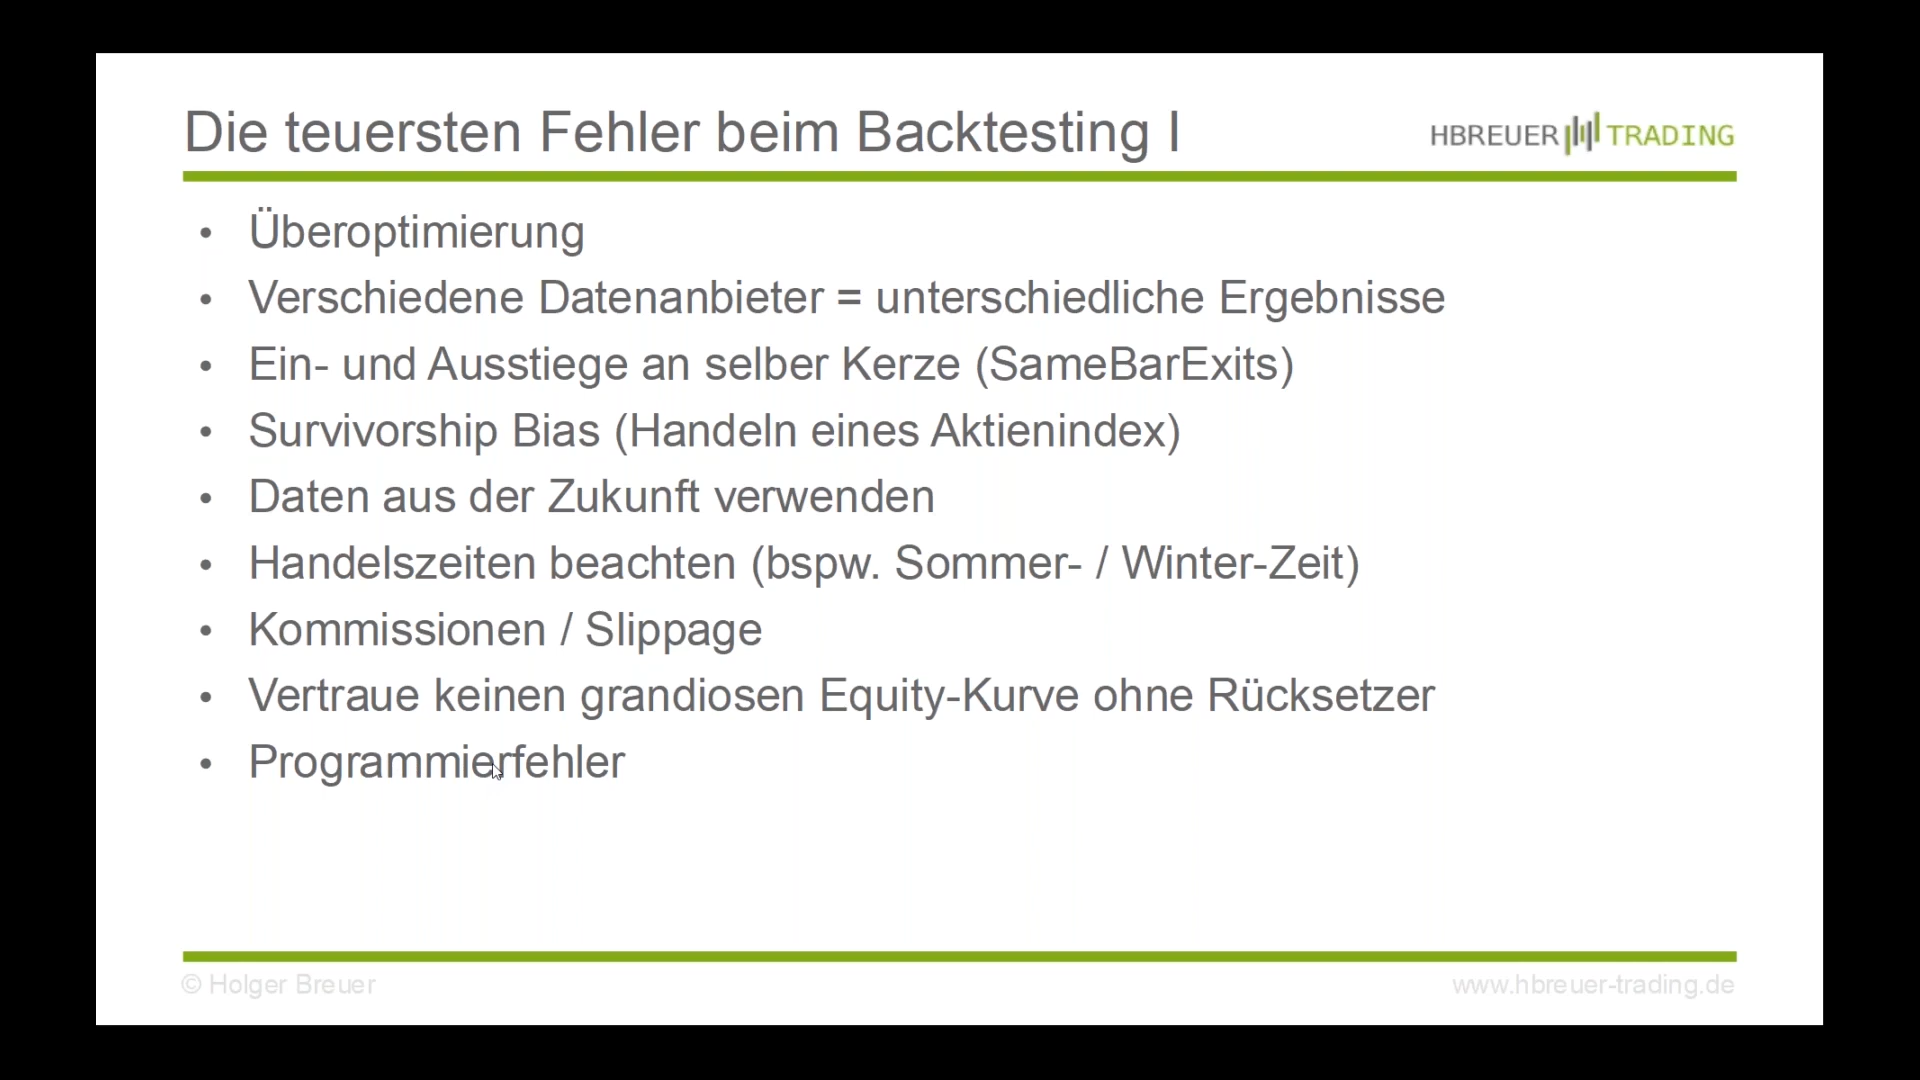 Die teuersten Fehler beim Backtesting I
HBREUER TRADING
• Überoptimierung
• Verschiedene Datenanbieter = unterschiedliche Ergebnisse
• Ein- und Ausstiege an selber Kerze (SameBarExits)
• Survivorship Bias (Handeln eines Aktienindex)
• Daten aus der Zukunft verwenden
• Handelszeiten beachten (bspw. Sommer- / Winter-Zeit)
• Kommissionen / Slippage
• Vertraue keinen grandiosen Equity-Kurve ohne Rücksetzer
• Programmierfehler
© Holger Breuer
www.hbreuer-trading.de